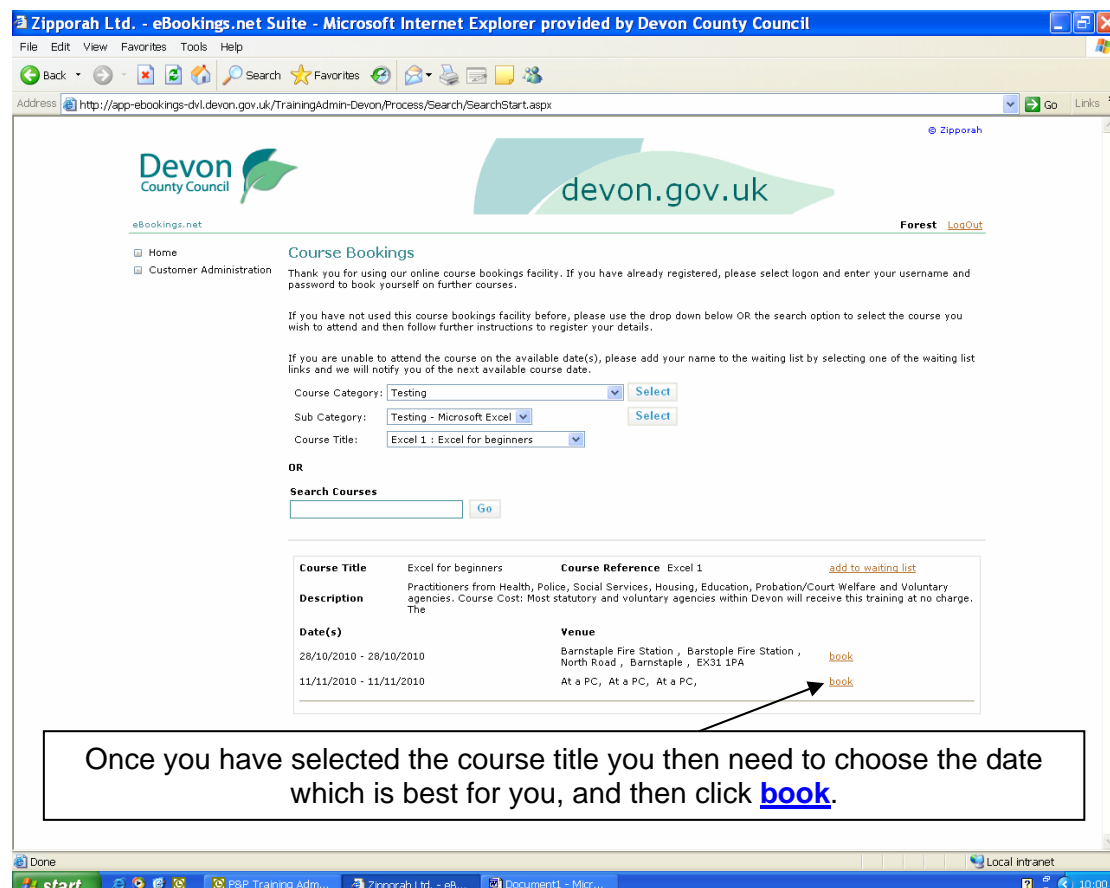 Zipporah Ltd. - eBookings.net Suite - Microsoft Internet Explorer provided by Devon County Council
File Edit View Favorites Tools Help
Back Search Favorites
Address http://app-ebookings-dvl.devon.gov.uk/TrainingAdmin-Devon/Process/Search/SearchStart.aspx Go Links
© Zipporah
Devon
County Council
devon.gov.uk
eBookings.net Forest LogOut
Home
Customer Administration
Course Bookings
Thank you for using our online course bookings facility. If you have already registered, please select logon and enter your username and
password to book yourself on further courses.
If you have not used this course bookings facility before, please use the drop down below OR the search option to select the course you
wish to attend and then follow further instructions to register your details.
If you are unable to attend the course on the available date(s), please add your name to the waiting list by selecting one of the waiting list
links and we will notify you of the next available course date.
Course Category: Testing Select
Sub Category: Testing - Microsoft Excel Select
Course Title: Excel 1 : Excel for beginners
OR
Search Courses
Go
Course Title Excel for beginners Course Reference Excel 1 add to waiting list
Practitioners from Health, Police, Social Services, Housing, Education, Probation/Court Welfare and Voluntary
Description agencies. Course Cost: Most statutory and voluntary agencies within Devon will receive this training at no charge.
The
Date(s) Venue
28/10/2010 - 28/10/2010 Barnstaple Fire Station , Barstople Fire Station ,
North Road , Barnstaple , EX31 1PA book
11/11/2010 - 11/11/2010 At a PC, At a PC, At a PC, book
Once you have selected the course title you then need to choose the date
which is best for you, and then click book.
Done Local intranet
start P&P Training Adm... Zipporah Ltd. - eB... Document1 - Micr... 10:00